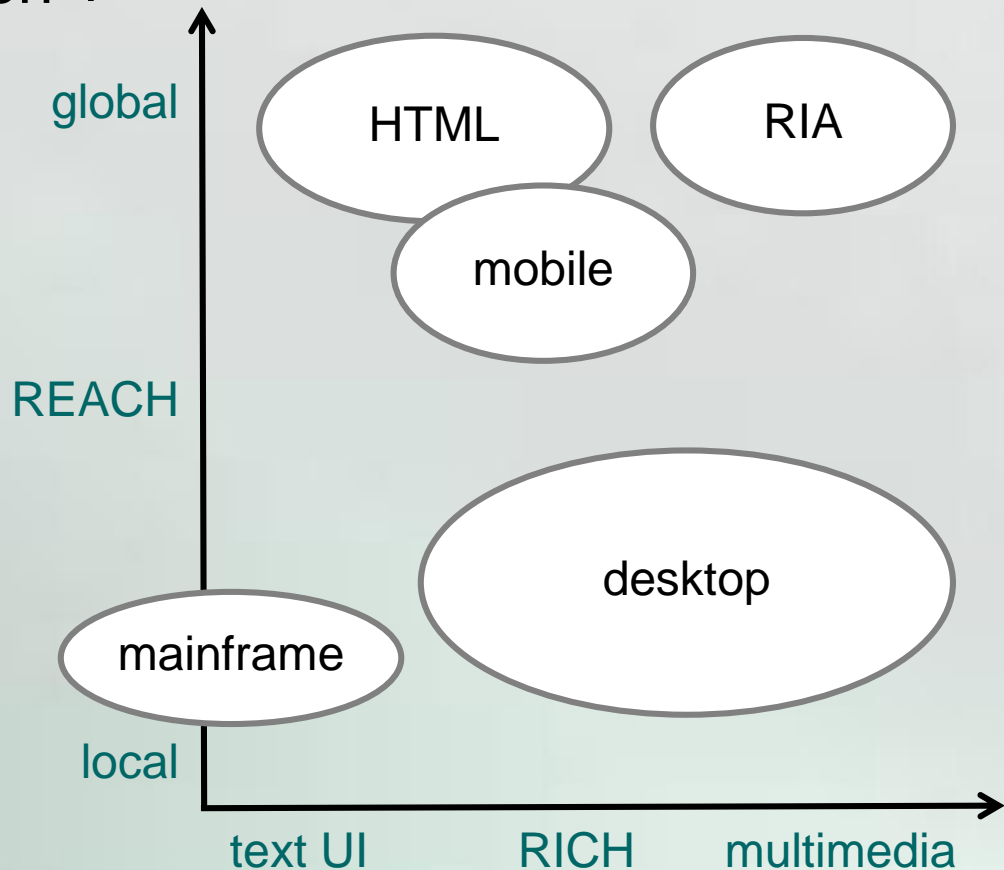 global
HTML
RIA
mobile
REACH
desktop
mainframe
local
text UI RICH multimedia